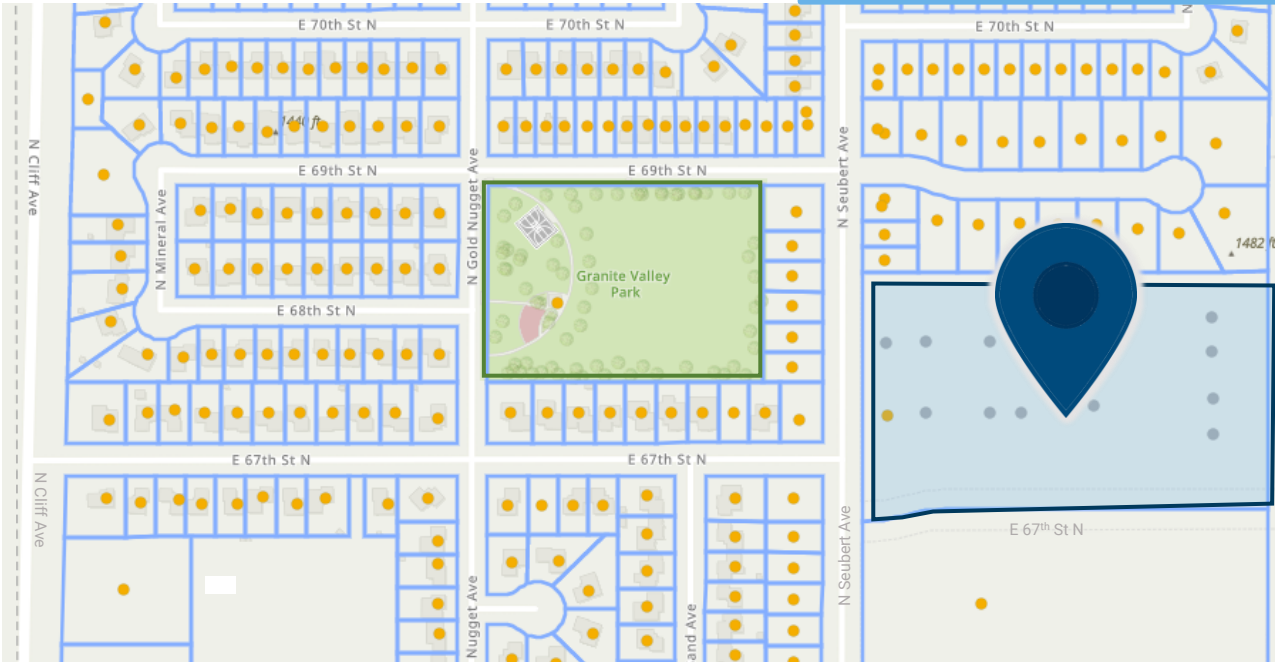 E 70th St N
E 70th St N
E 70th St N
N
1440 ft
N Cliff Ave
N Seubert Ave
E 69th St N
E 69th St N
N Mineral Ave
N Gold Nugget Ave
1482 ft
Granite Valley
Park
E 68th St N
E 67th St N
E 67th St N
N Cliff Ave
N Seubert Ave
E 67th St N
Nugget Ave
and Ave